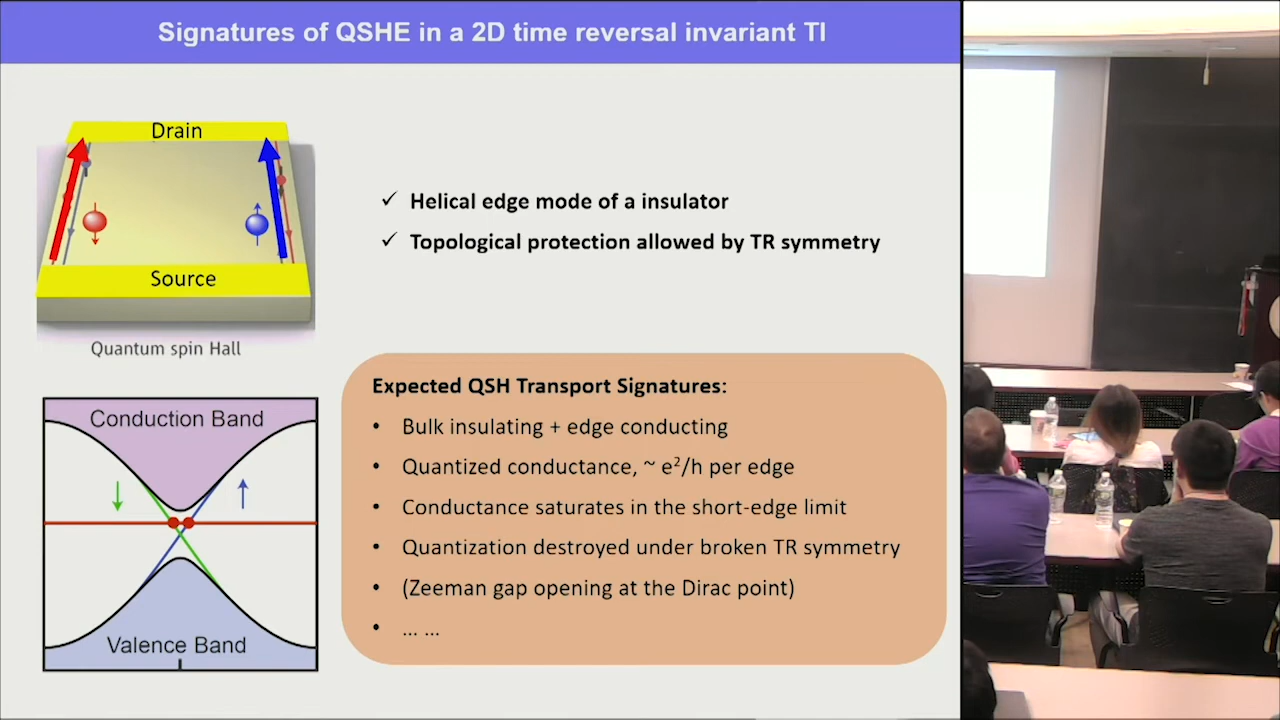 Signatures of QSHE in a 2D time reversal invariant TI
Drain
Source
Quantum spin Hall
✓ Helical edge mode of a insulator
✓ Topological protection allowed by TR symmetry
Conduction Band
Valence Band
Expected QSH Transport Signatures:
• Bulk insulating + edge conducting
• Quantized conductance, ~ e²/h per edge
• Conductance saturates in the short-edge limit
• Quantization destroyed under broken TR symmetry
• (Zeeman gap opening at the Dirac point)
• ... ...